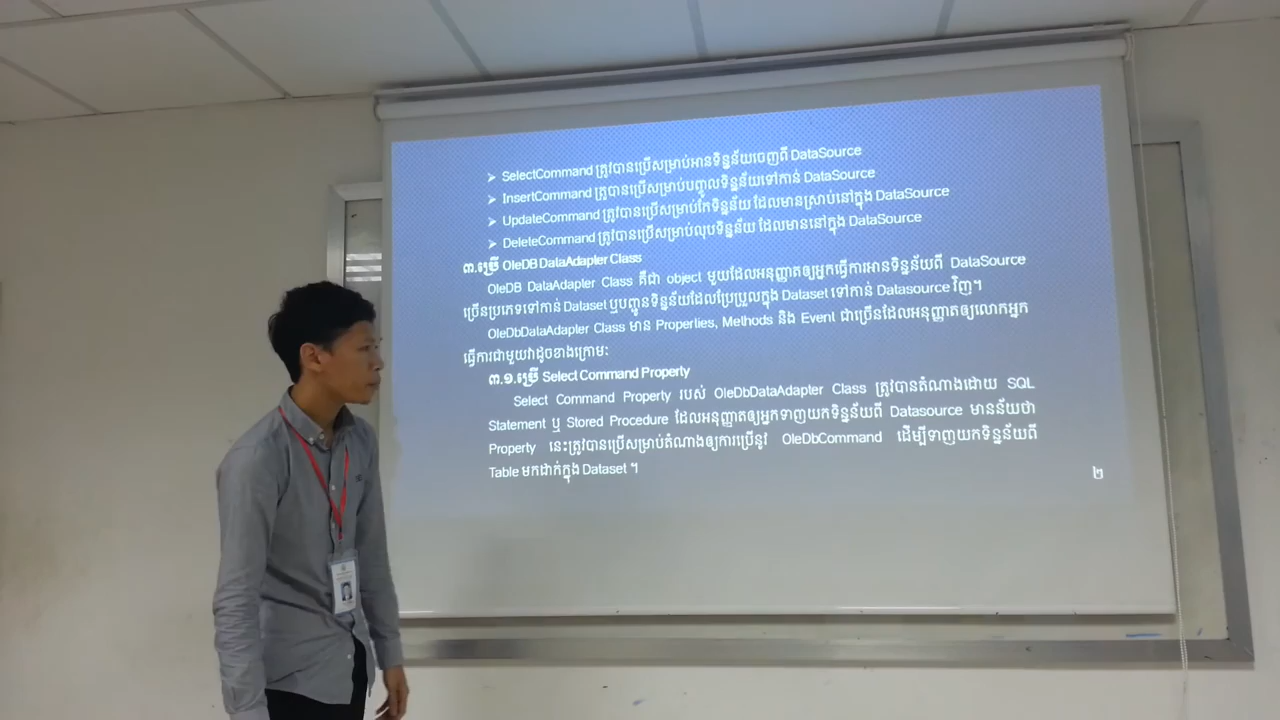 ➢ SelectCommand ត្រូវបានប្រើសម្រាប់អានទិន្នន័យចេញពី DataSource
➢ InsertCommand ត្រូបានប្រើសម្រាប់បញ្ចូលទិន្នន័យទៅកាន់ DataSource
➢ UpdateCommand ត្រូវបានប្រើសម្រាប់កែទិន្នន័យ ដែលមានស្រាប់នៅក្នុង DataSource
➢ DeleteCommand ត្រូវបានប្រើសម្រាប់លុបទិន្នន័យ ដែលមាននៅក្នុង DataSource
៣.ប្រើ OleDB DataAdapter Class
OleDB DataAdapter Class គឺជា object មួយដែលអនុញ្ញាតឲ្យអ្នកធ្វើការអានទិន្នន័យពី DataSource
ច្រើនប្រភេទទៅកាន់ Dataset ឬបញ្ជូនទិន្នន័យដែលប្រែប្រួលក្នុង Dataset ទៅកាន់ Datasource វិញ។
OleDbDataAdapter Class មាន Properties, Methods និង Event ជាច្រើនដែលអនុញ្ញាតឲ្យលោកអ្នក
ធ្វើការជាមួយវាដូចខាងក្រោម:
៣.១.ប្រើ Select Command Property
Select Command Property របស់ OleDbDataAdapter Class ត្រូវបានតំណាងដោយ SQL
Statement ឬ Stored Procedure ដែលអនុញ្ញាតឲ្យអ្នកទាញយកទិន្នន័យពី Datasource មានន័យថា
Property នេះត្រូវបានប្រើសម្រាប់តំណាងឲ្យការប្រើនូវ OleDbCommand ដើម្បីទាញយកទិន្នន័យពី
Table មកដាក់ក្នុង Dataset ។
២